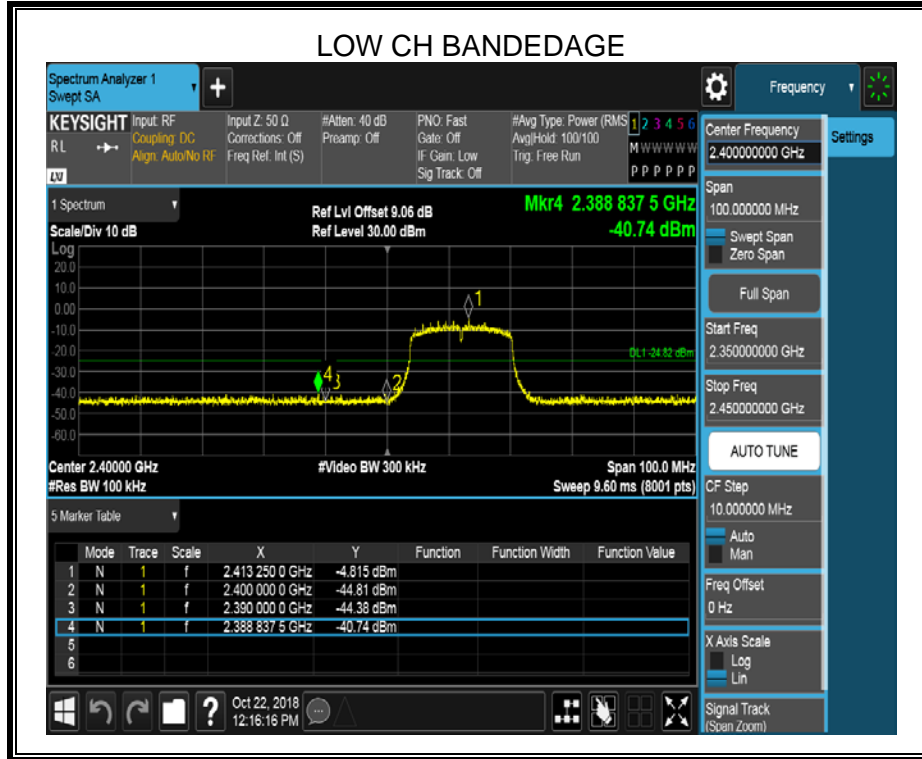 LOW CH BANDEDAGE
Spectrum Analyzer 1
Swept SA
+
Frequency
KEYSIGHT
RL
LXI
Input: RF
Coupling: DC
Align: Auto/No RF
Input Z: 50 Ω
Corrections: Off
Freq Ref: Int (S)
#Atten: 40 dB
Preamp: Off
PNO: Fast
Gate: Off
IF Gain: Low
Sig Track: Off
#Avg Type: Power (RMS
Avg|Hold: 100/100
Trig: Free Run
1 2 3 4 5 6
M W W W W W
P P P P P P
Center Frequency
2.400000000 GHz
Settings
Span
100.000000 MHz
Swept Span
Zero Span
Full Span
Start Freq
2.350000000 GHz
Stop Freq
2.450000000 GHz
AUTO TUNE
CF Step
10.000000 MHz
Auto
Man
Freq Offset
0 Hz
X Axis Scale
Log
Lin
Signal Track
(Span Zoom)
1 Spectrum
Scale/Div 10 dB
Ref Lvl Offset 9.06 dB
Ref Level 30.00 dBm
Mkr4 2.388 837 5 GHz
-40.74 dBm
Log
20.0
10.0
0.00
-10.0
-20.0
-30.0
-40.0
-50.0
-60.0
1
DL1 -24.82 dBm
4
3
2
Center 2.40000 GHz
#Video BW 300 kHz
Span 100.0 MHz
#Res BW 100 kHz
Sweep 9.60 ms (8001 pts)
5 Marker Table
Mode Trace Scale X Y Function Function Width Function Value
1 N 1 f 2.413 250 0 GHz -4.815 dBm
2 N 1 f 2.400 000 0 GHz -44.81 dBm
3 N 1 f 2.390 000 0 GHz -44.38 dBm
4 N 1 f 2.388 837 5 GHz -40.74 dBm
5
6
?
Oct 22, 2018
12:16:16 PM